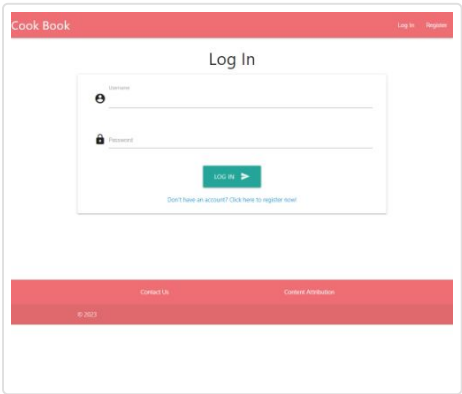 Cook Book
Log In Register
Log In
Username
Password
LOG IN
Don't have an account? Click here to register now!
Contact Us Content Attribution
© 2023